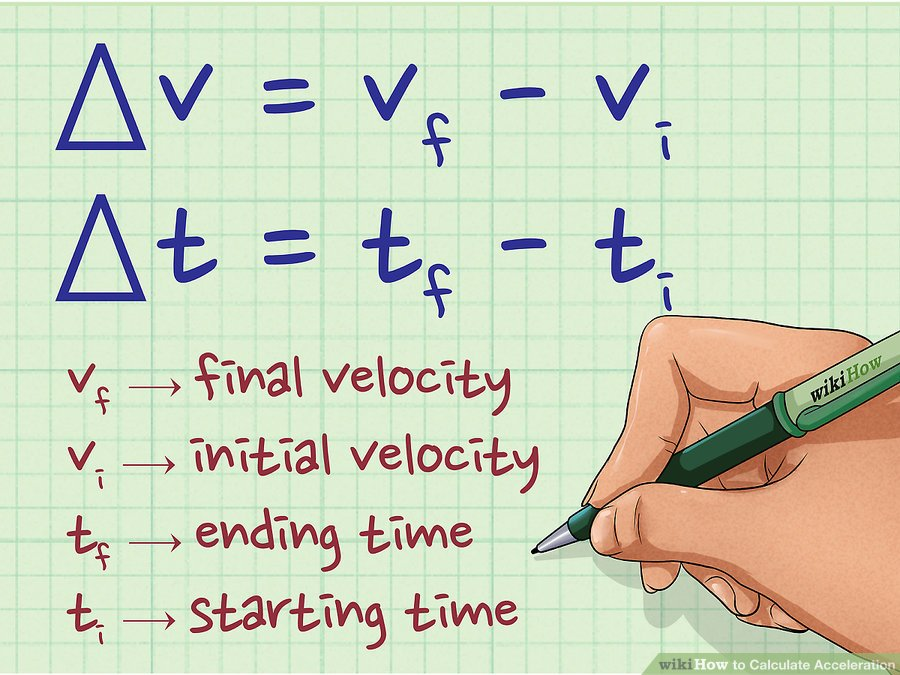 Δv = vf - vi
Δt = tf - ti
vf → final velocity
vi → initial velocity
tf → ending time
ti → starting time
wikiHow
wikiHow to Calculate Acceleration